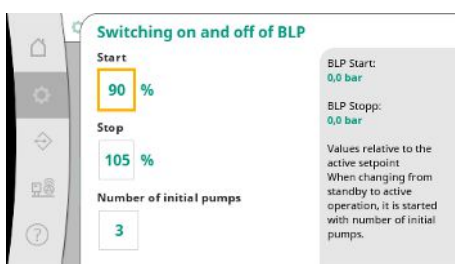 Switching on and off of BLP
Start
90 %
Stop
105 %
Number of initial pumps
3
BLP Start:
0,0 bar
BLP Stopp:
0,0 bar
Values relative to the
active setpoint
When changing from
standby to active
operation, it is started
with number of initial
pumps.
?